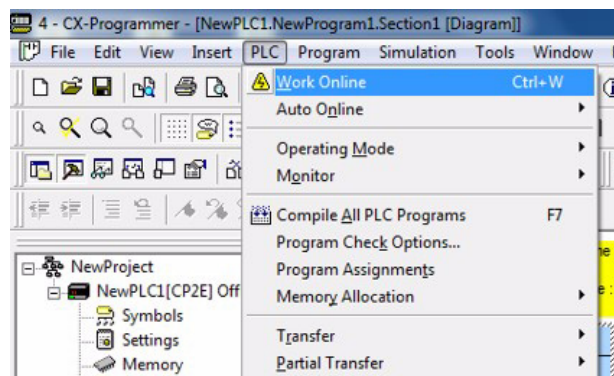 4 - CX-Programmer - [NewPLC1.NewProgram1.Section1 [Diagram]]
File Edit View Insert PLC Program Simulation Tools Window
Work Online Ctrl+W
Auto Online
Operating Mode
Monitor
Compile All PLC Programs F7
Program Check Options...
Program Assignments
Memory Allocation
Transfer
Partial Transfer
NewProject
NewPLC1[CP2E] Off
Symbols
Settings
Memory